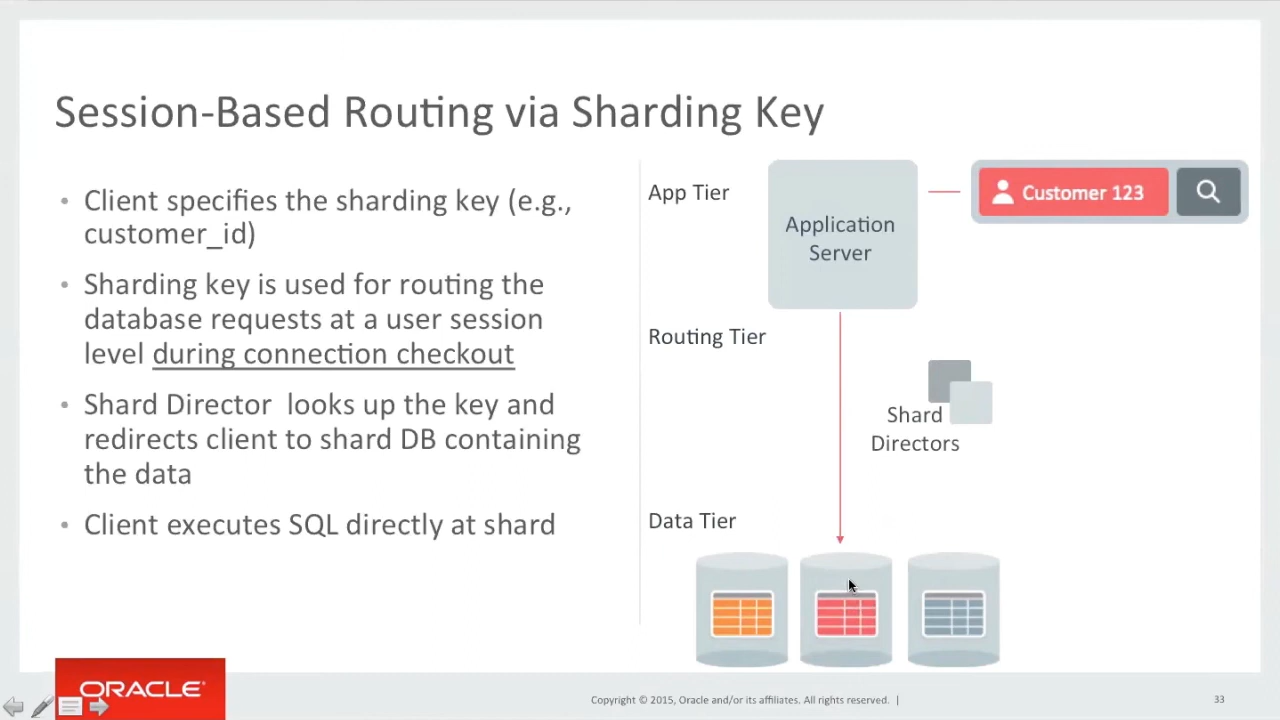 Session-Based Routing via Sharding Key
• Client specifies the sharding key (e.g.,
customer_id)
• Sharding key is used for routing the
database requests at a user session
level during connection checkout
• Shard Director  looks up the key and
redirects client to shard DB containing
the data
• Client executes SQL directly at shard
App Tier
Application
Server
Customer 123
Routing Tier
Shard
Directors
Data Tier
ORACLE®
Copyright © 2015, Oracle and/or its affiliates. All rights reserved. |
33